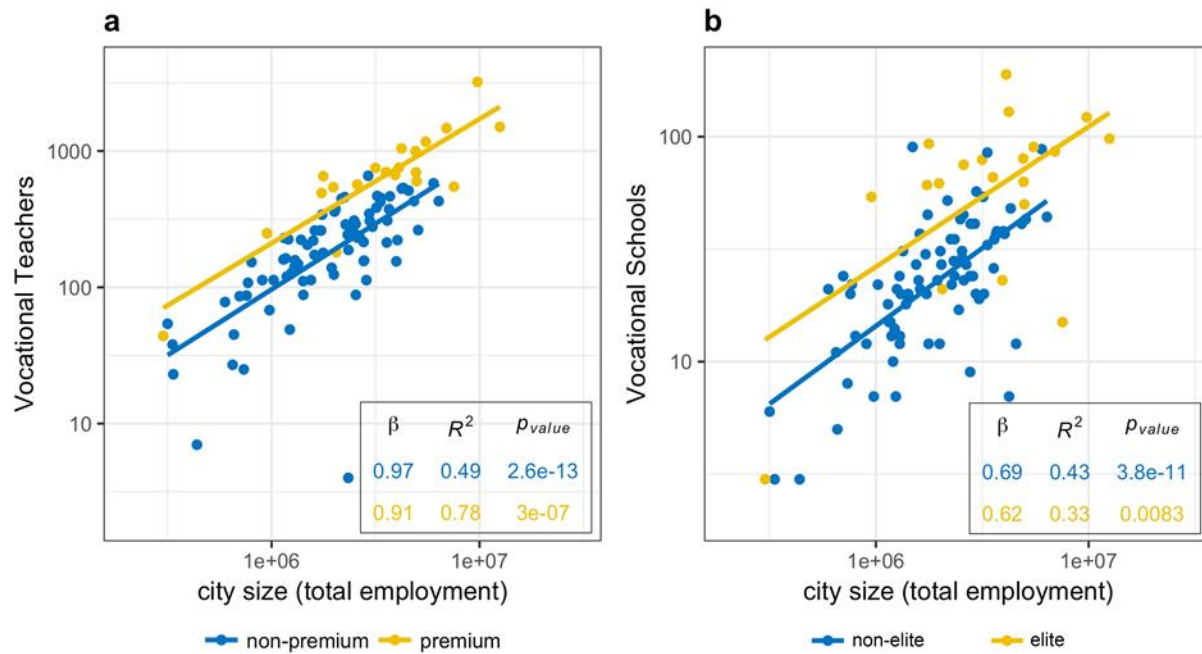 a
Vocational Teachers
1000
100
10
β R² p value
0.97 0.49 2.6e-13
0.91 0.78 3e-07
1e+06 1e+07
city size (total employment)
non-premium premium
b
Vocational Schools
100
10
β R² p value
0.69 0.43 3.8e-11
0.62 0.33 0.0083
1e+06 1e+07
city size (total employment)
non-elite elite